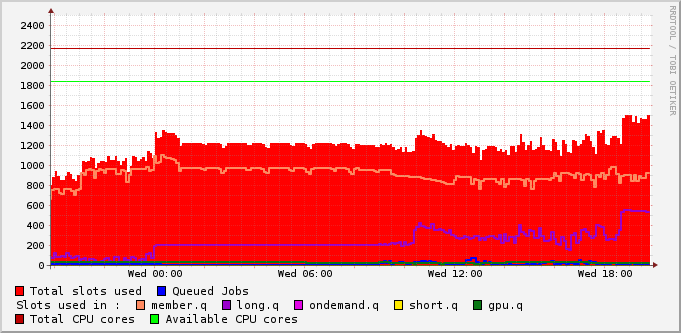 RRDTOOL / TOBI OETIKER
2400
2200
2000
1800
1600
1400
1200
1000
800
600
400
200
0
Wed 00:00 Wed 06:00 Wed 12:00 Wed 18:00
Total slots used Queued Jobs
Slots used in : member.q long.q ondemand.q short.q gpu.q
Total CPU cores Available CPU cores